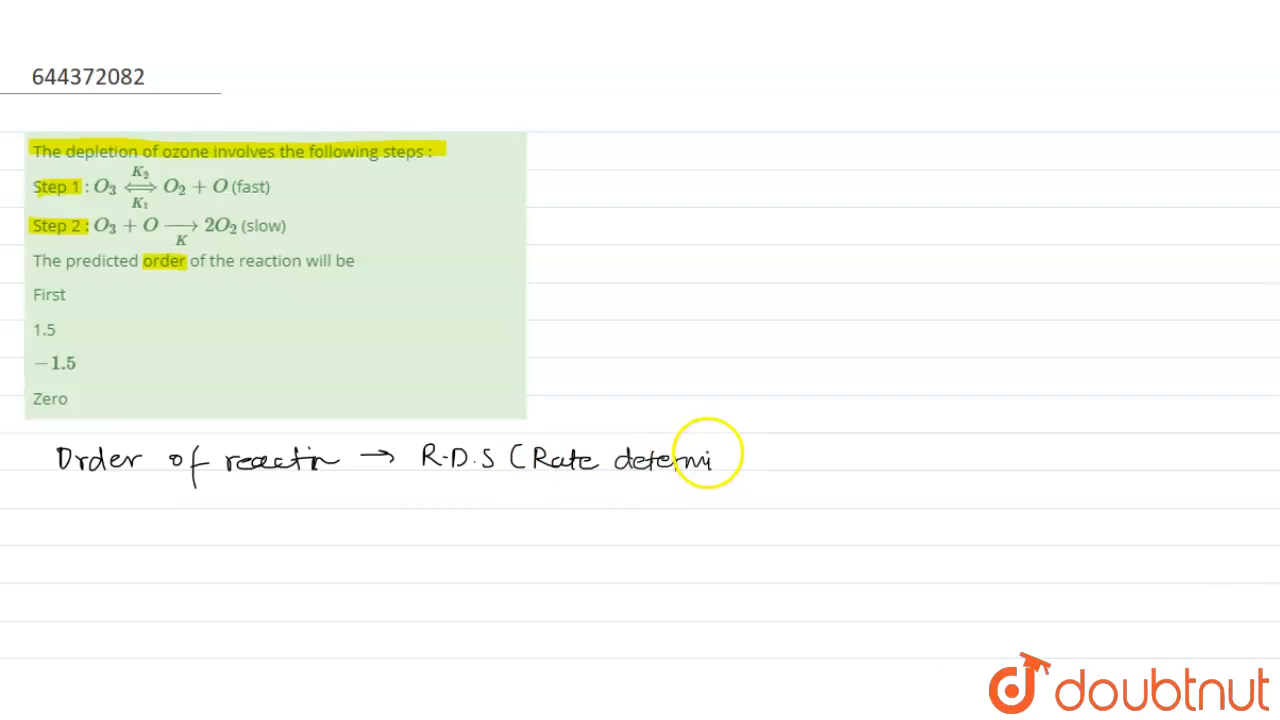 644372082
The depletion of ozone involves the following steps :
Step 1 : O₃ ⇌ O₂ + O (fast) K₂ K₁
Step 2 : O₃ + O ⟶ 2O₂ (slow) K
The predicted order of the reaction will be
First
1.5
−1.5
Zero
Order of reactin → R.D.S (Rate determi
doubtnut